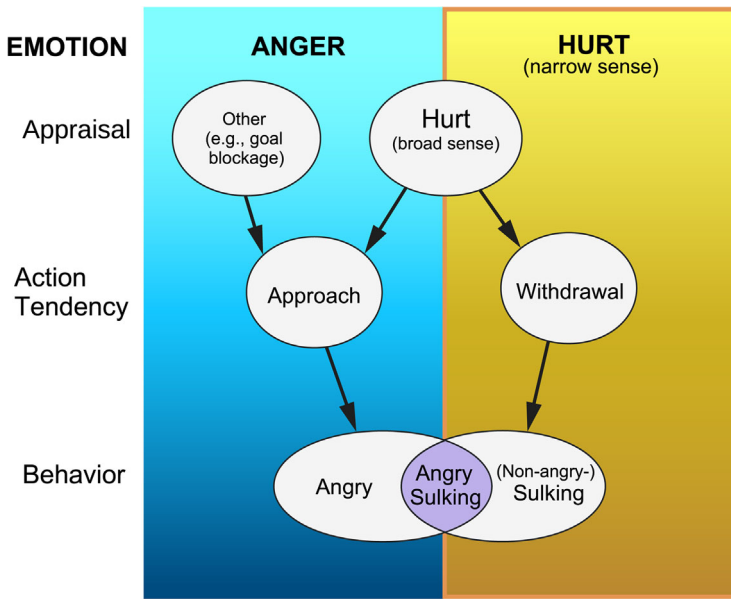 EMOTION
ANGER
HURT
(narrow sense)
Appraisal
Other
(e.g., goal
blockage)
Hurt
(broad sense)
Action
Tendency
Approach
Withdrawal
Behavior
Angry
Angry
Sulking
(Non-angry-)
Sulking